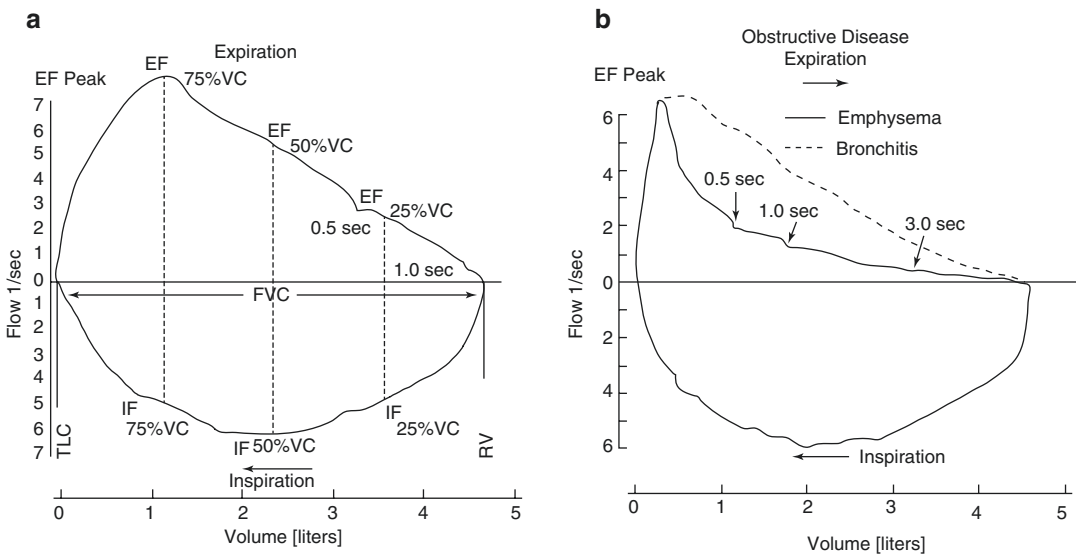 a
Expiration
EF Peak
EF
75%VC
EF
50%VC
EF
25%VC
0.5 sec
1.0 sec
7
6
5
4
3
2
1
0
1
2
3
4
5
6
7
Flow 1/sec
FVC
IF
75%VC
IF 50%VC
IF
25%VC
TLC
RV
Inspiration
0 1 2 3 4 5
Volume [liters]
b
Obstructive Disease
Expiration
EF Peak
Emphysema
Bronchitis
0.5 sec
1.0 sec
3.0 sec
6
4
2
0
2
4
6
Flow 1/sec
Inspiration
0 1 2 3 4 5
Volume [liters]